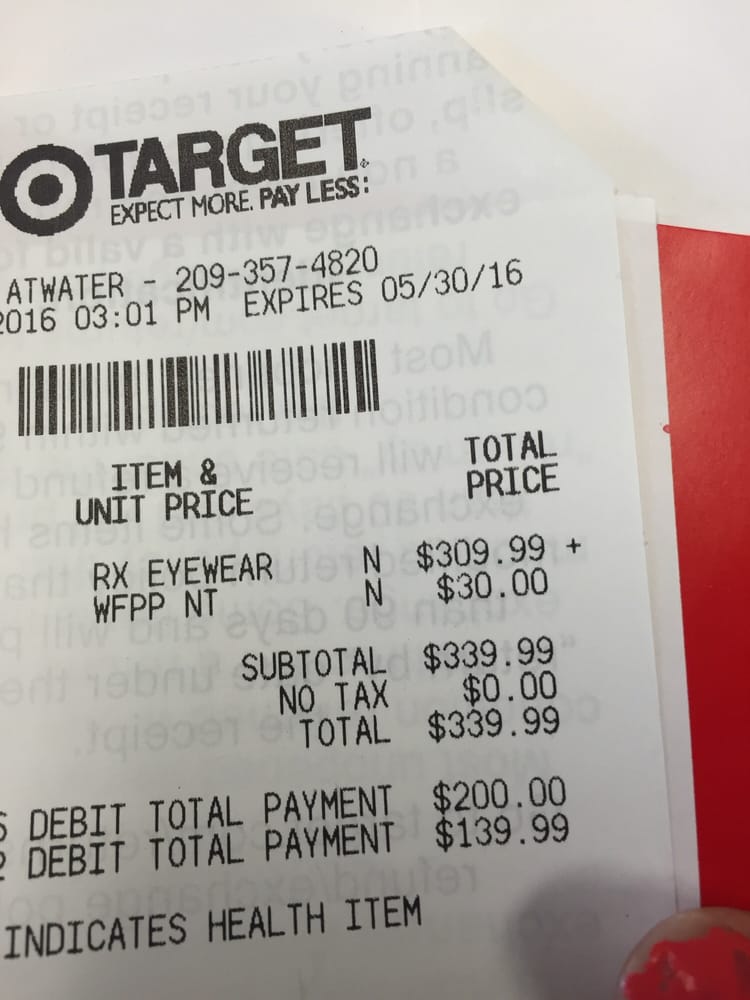 TARGET
EXPECT MORE. PAY LESS.
ATWATER - 209-357-4820
2016 03:01 PM EXPIRES 05/30/16
ITEM & TOTAL
UNIT PRICE PRICE
RX EYEWEAR N $309.99 +
WFPP NT N $30.00
SUBTOTAL $339.99
NO TAX $0.00
TOTAL $339.99
DEBIT TOTAL PAYMENT $200.00
DEBIT TOTAL PAYMENT $139.99
INDICATES HEALTH ITEM